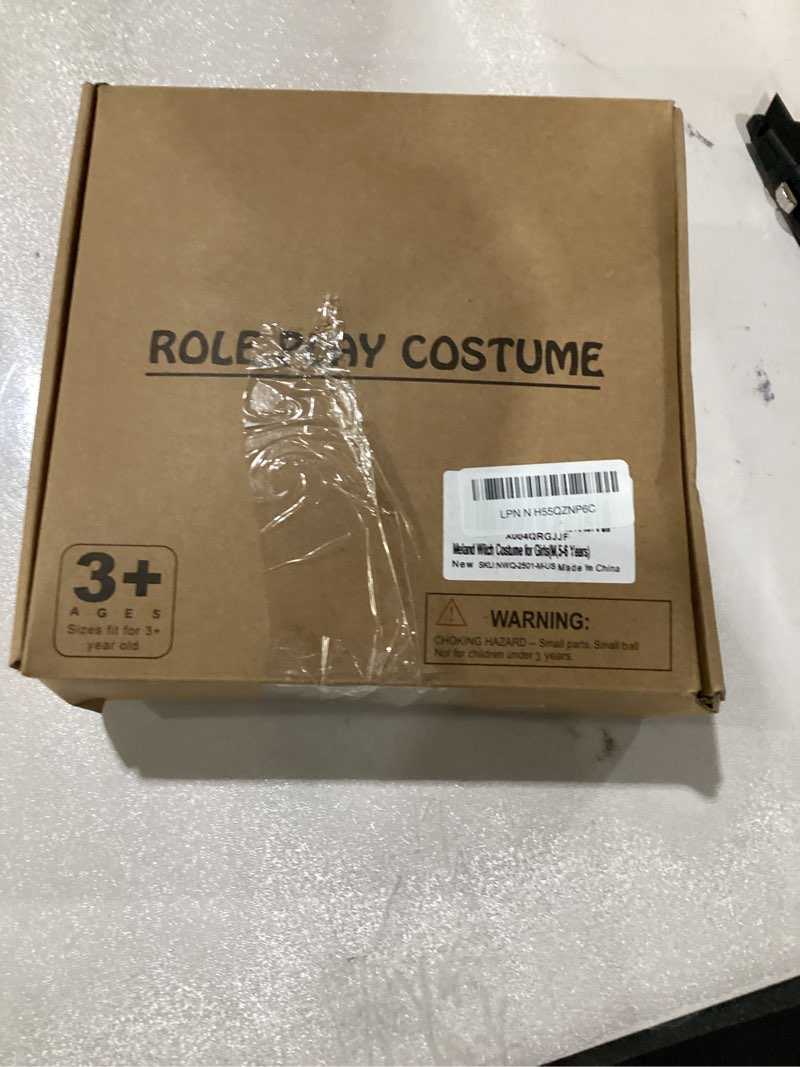 ROLE PLAY COSTUME
LPN N H55QZNP6C
X004QRGJJF
Meland Witch Costume for Girls(M,5-6 Years)
New SKU:NWQ-2501-M-US Made In China
3+
AGES
Sizes fit for 3+
year old
WARNING:
CHOKING HAZARD -- Small parts. Small ball
Not for children under 3 years.